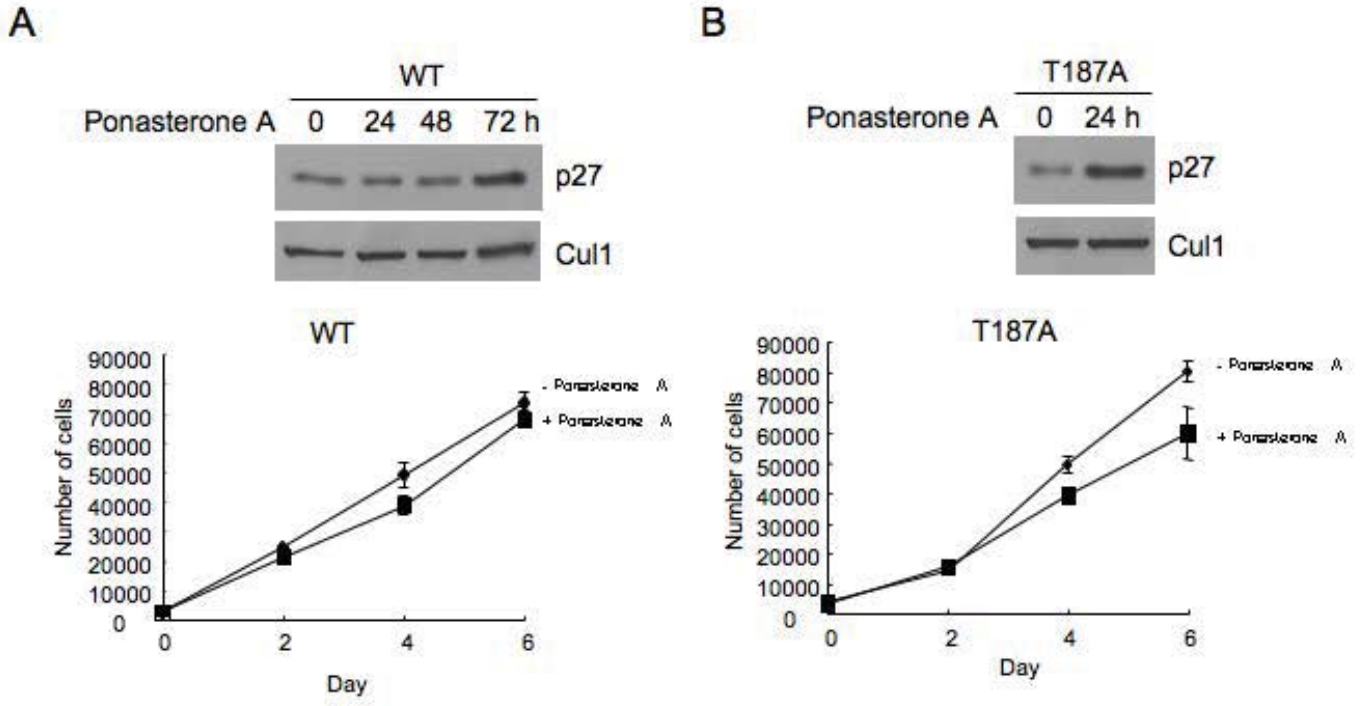 A
WT
Ponasterone A 0 24 48 72 h
p27
Cul1
WT
90000
80000
70000
60000
50000
40000
30000
20000
10000
0
Number of cells
- Ponasterone A
+ Ponasterone A
0 2 4 6
Day
B
T187A
Ponasterone A 0 24 h
p27
Cul1
T187A
90000
80000
70000
60000
50000
40000
30000
20000
10000
0
Number of cells
- Ponasterone A
+ Ponasterone A
0 2 4 6
Day